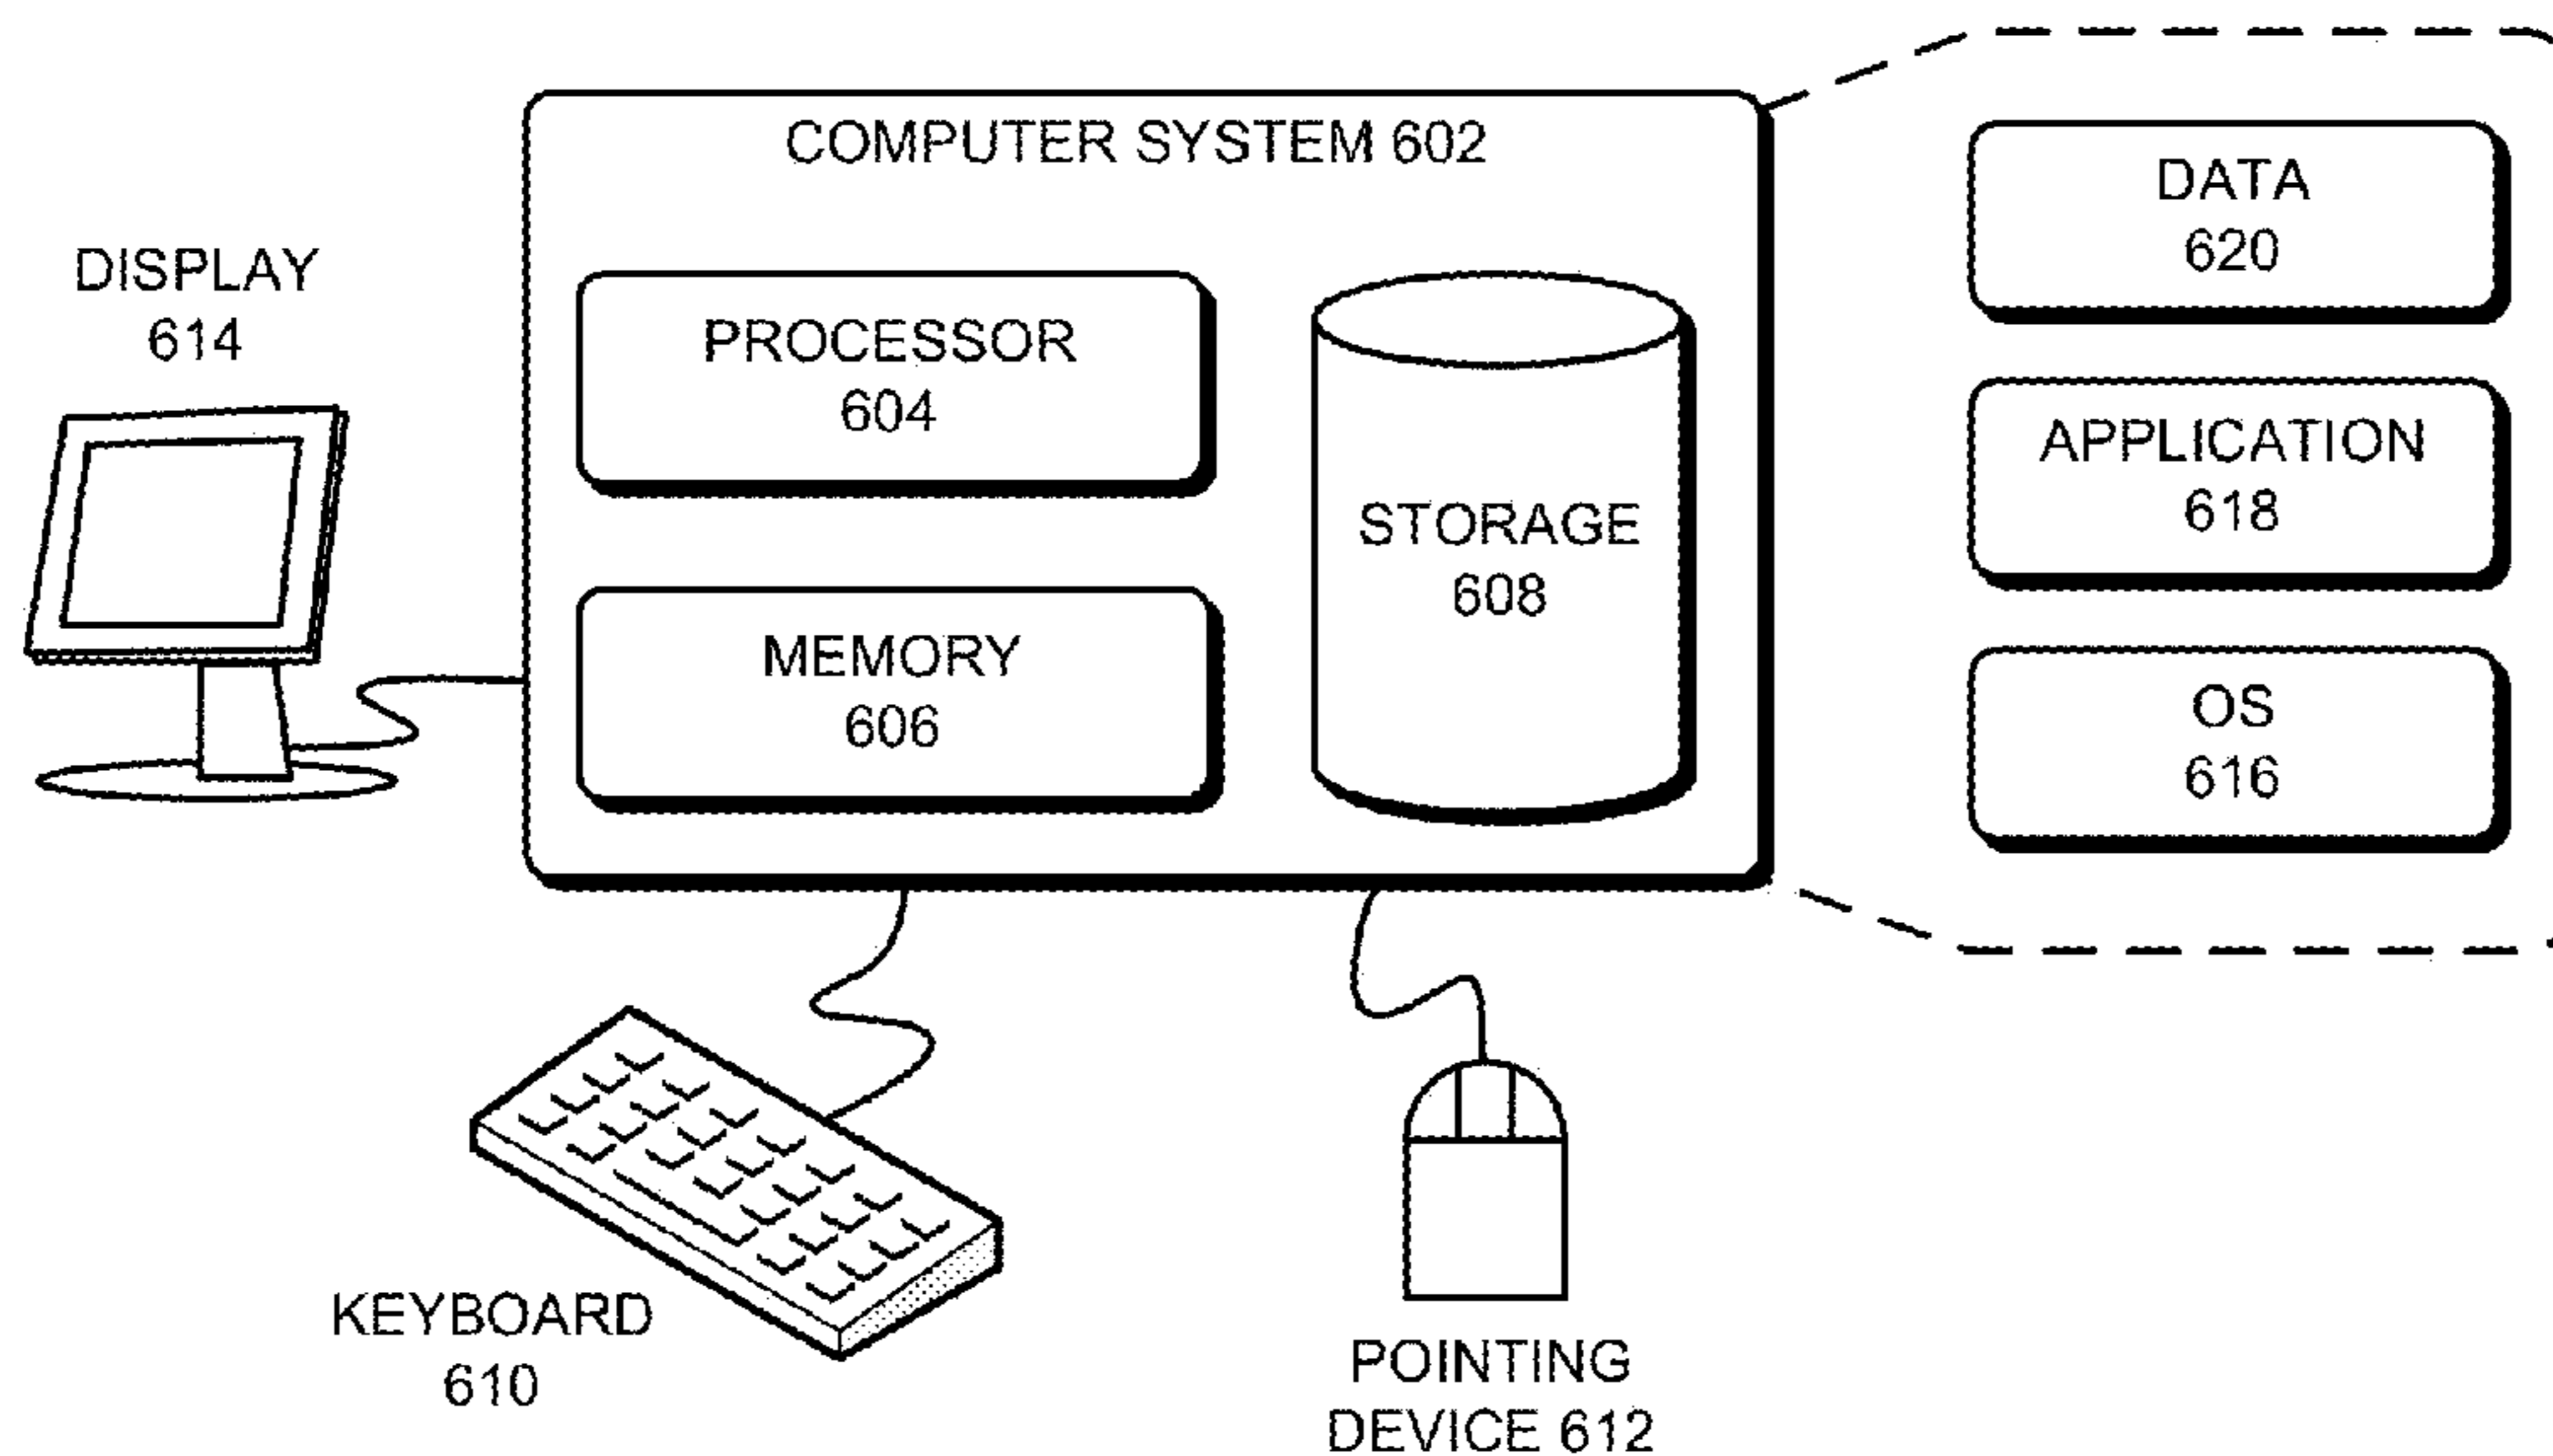 COMPUTER SYSTEM 602
DISPLAY
614
PROCESSOR
604
MEMORY
606
STORAGE
608
DATA
620
APPLICATION
618
OS
616
KEYBOARD
610
POINTING
DEVICE 612